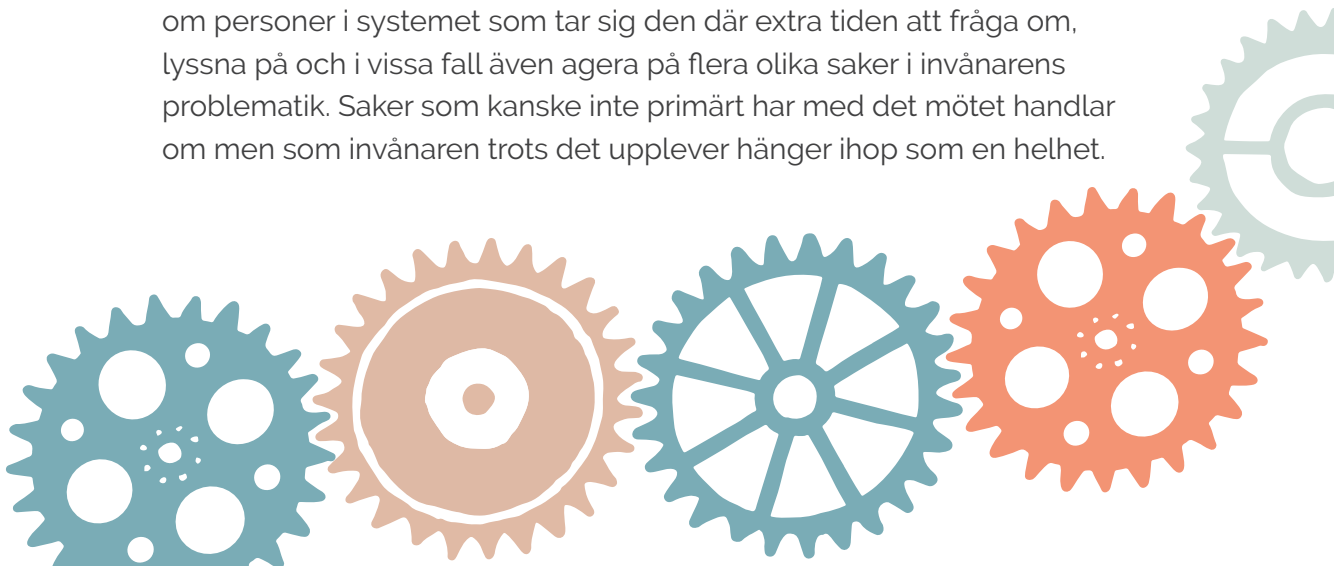 om personer i systemet som tar sig den där extra tiden att fråga om,
lyssna på och i vissa fall även agera på flera olika saker i invånarens
problematik. Saker som kanske inte primärt har med det mötet handlar
om men som invånaren trots det upplever hänger ihop som en helhet.